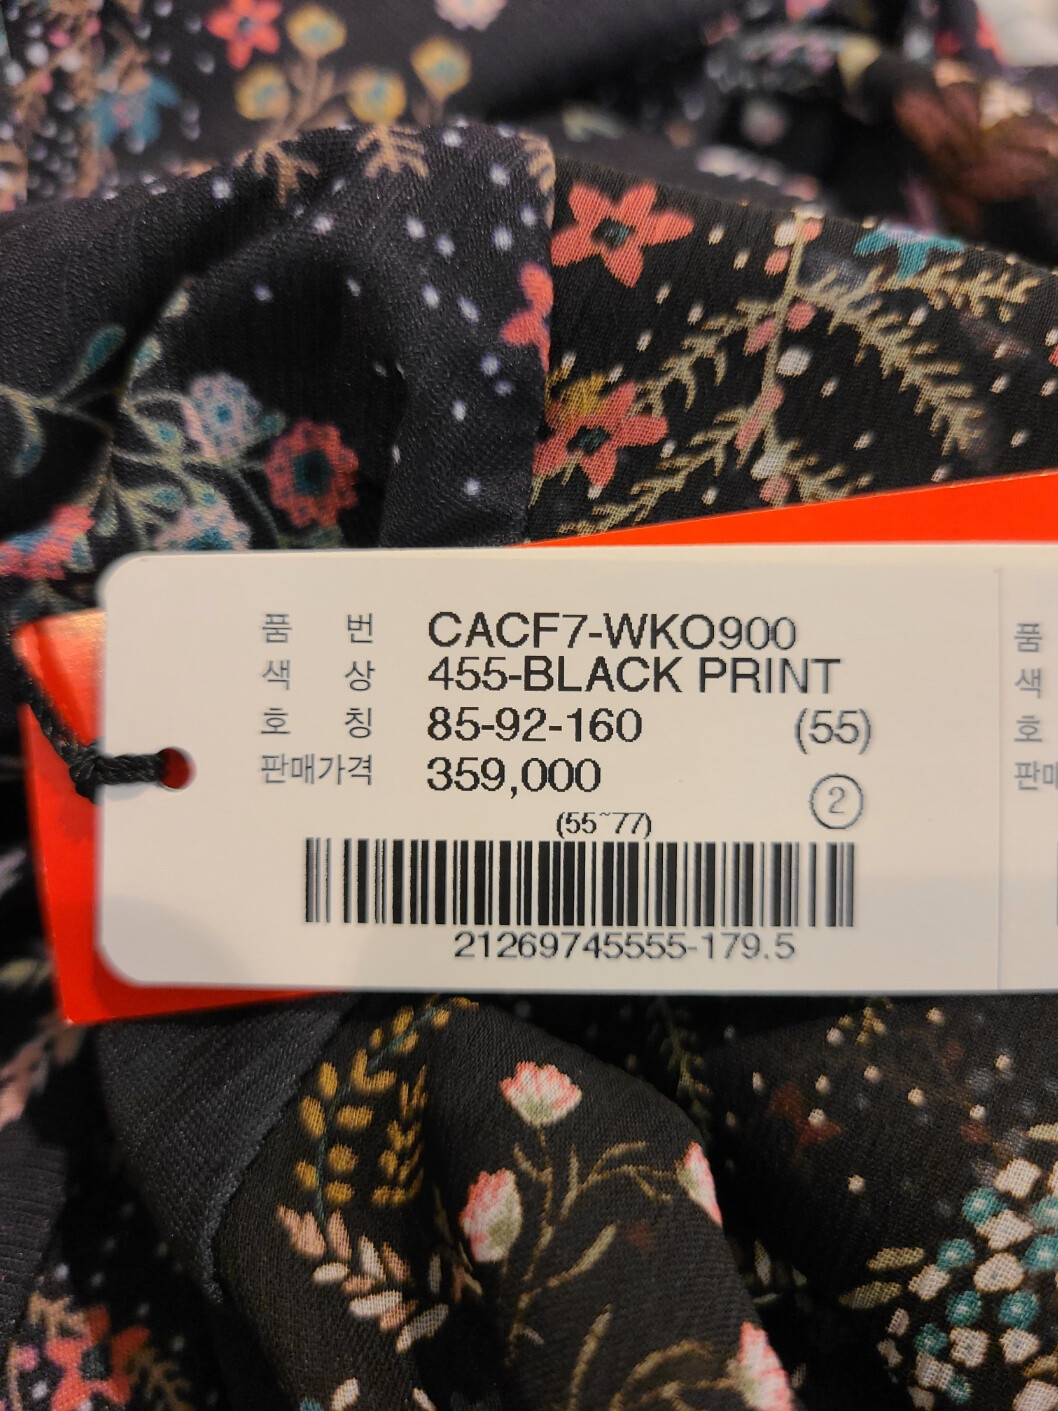 품 번 CACF7-WKO900
색 상 455-BLACK PRINT
호 칭 85-92-160 (55)
판매가격 359,000
2
(55~77)
21269745555-179.5
품
색
호
판매